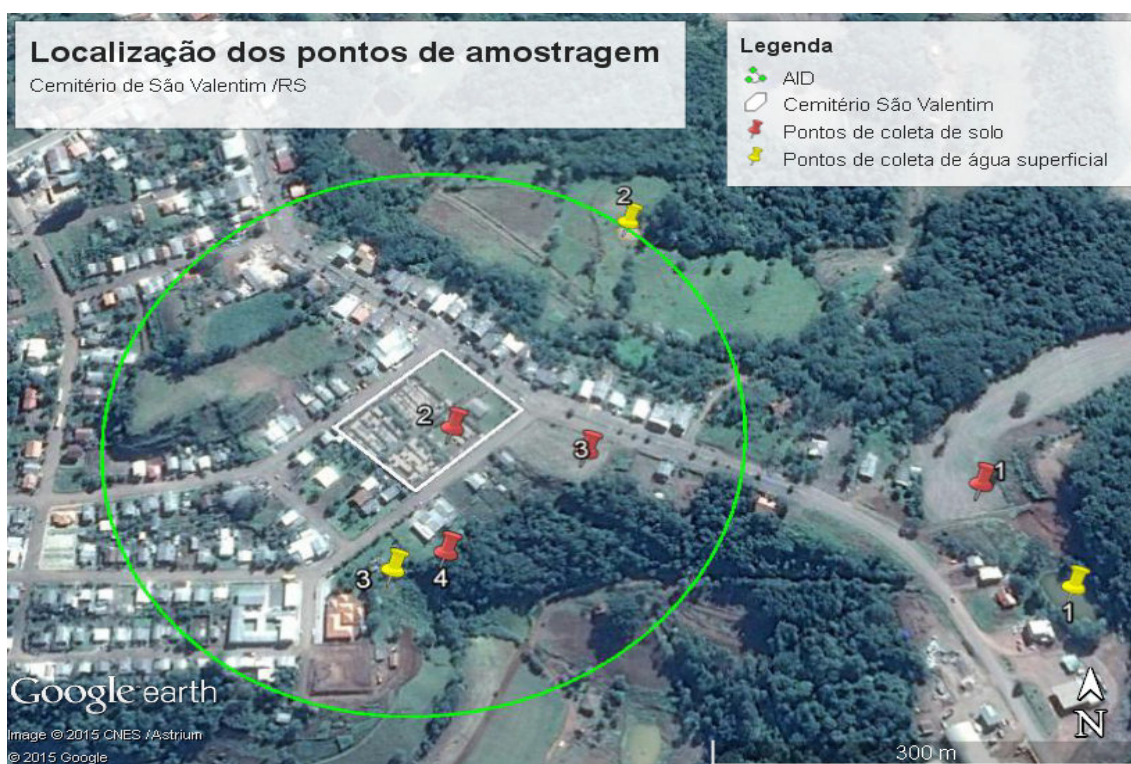 Localização dos pontos de amostragem
Cemitério de São Valentim /RS
Legenda
AID
Cemitério São Valentim
Pontos de coleta de solo
Pontos de coleta de água superficial
2
2
3
1
3
4
1
Google earth
Image © 2015 CNES / Astrium
© 2015 Google
N
300 m